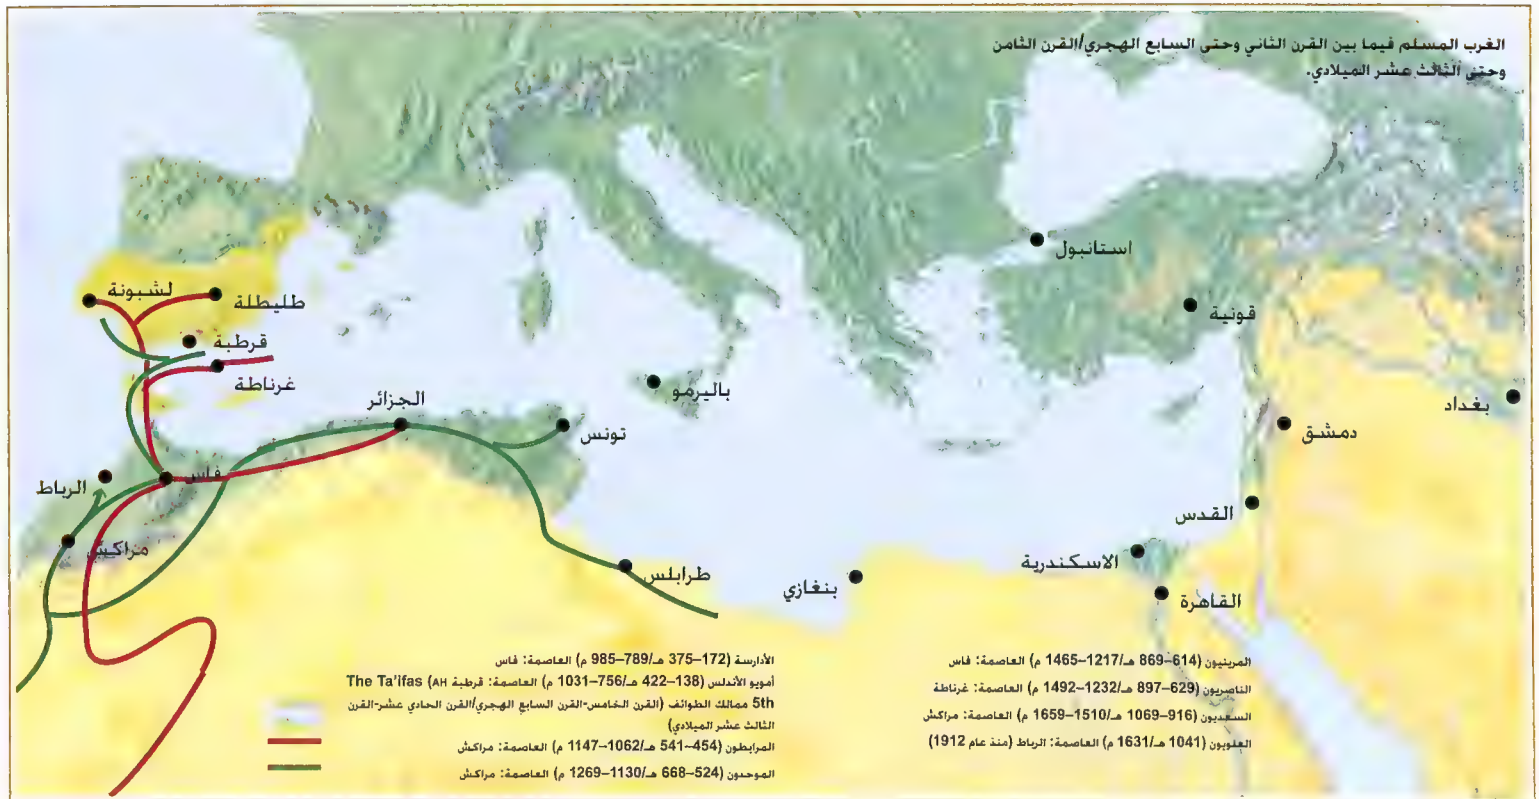 الغرب المسلم فيما بين القرن الثاني وحتى السابع الهجري/القرن الثامن
وحتى الثالث عشر الميلادي.
استانبول
لشبونة
طليطلة
قونية
قرطبة
غرناطة
باليرمو
الجزائر
بغداد
تونس
دمشق
فاس
الرباط
القدس
مراكش
الاسكندرية
طرابلس
بنغازي
القاهرة
المرينيون (614–869 هـ/1217–1465 م) العاصمة: فاس
الناصريون (629–897 هـ/1232–1492 م) العاصمة: غرناطة
السعديون (916–1069 هـ/1510–1659 م) العاصمة: مراكش
العلويون (1041 هـ/1631 م) العاصمة: الرباط (منذ عام 1912)
الأدارسة (172–375 هـ/789–985 م) العاصمة: فاس
أمويو الأندلس (138–422 هـ/756–1031 م) العاصمة: قرطبة The Ta'ifas (AH
5th ممالك الطوائف (القرن الخامس-القرن السابع الهجري/القرن الحادي عشر-القرن
الثالث عشر الميلادي)
المرابطون (454–541 هـ/1062–1147 م) العاصمة: مراكش
الموحدون (524–668 هـ/1130–1269 م) العاصمة: مراكش